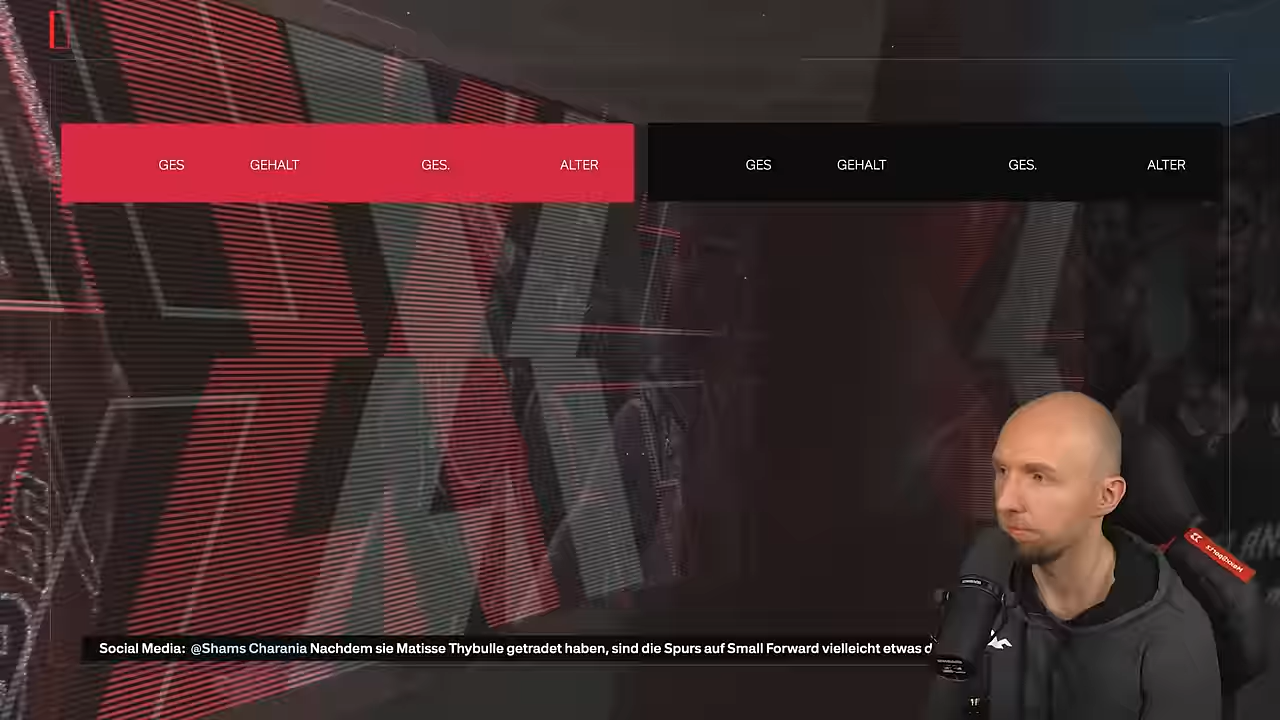 GES GEHALT GES. ALTER GES GEHALT GES. ALTER
Social Media: @Shams Charania Nachdem sie Matisse Thybulle getradet haben, sind die Spurs auf Small Forward vielleicht etwas d